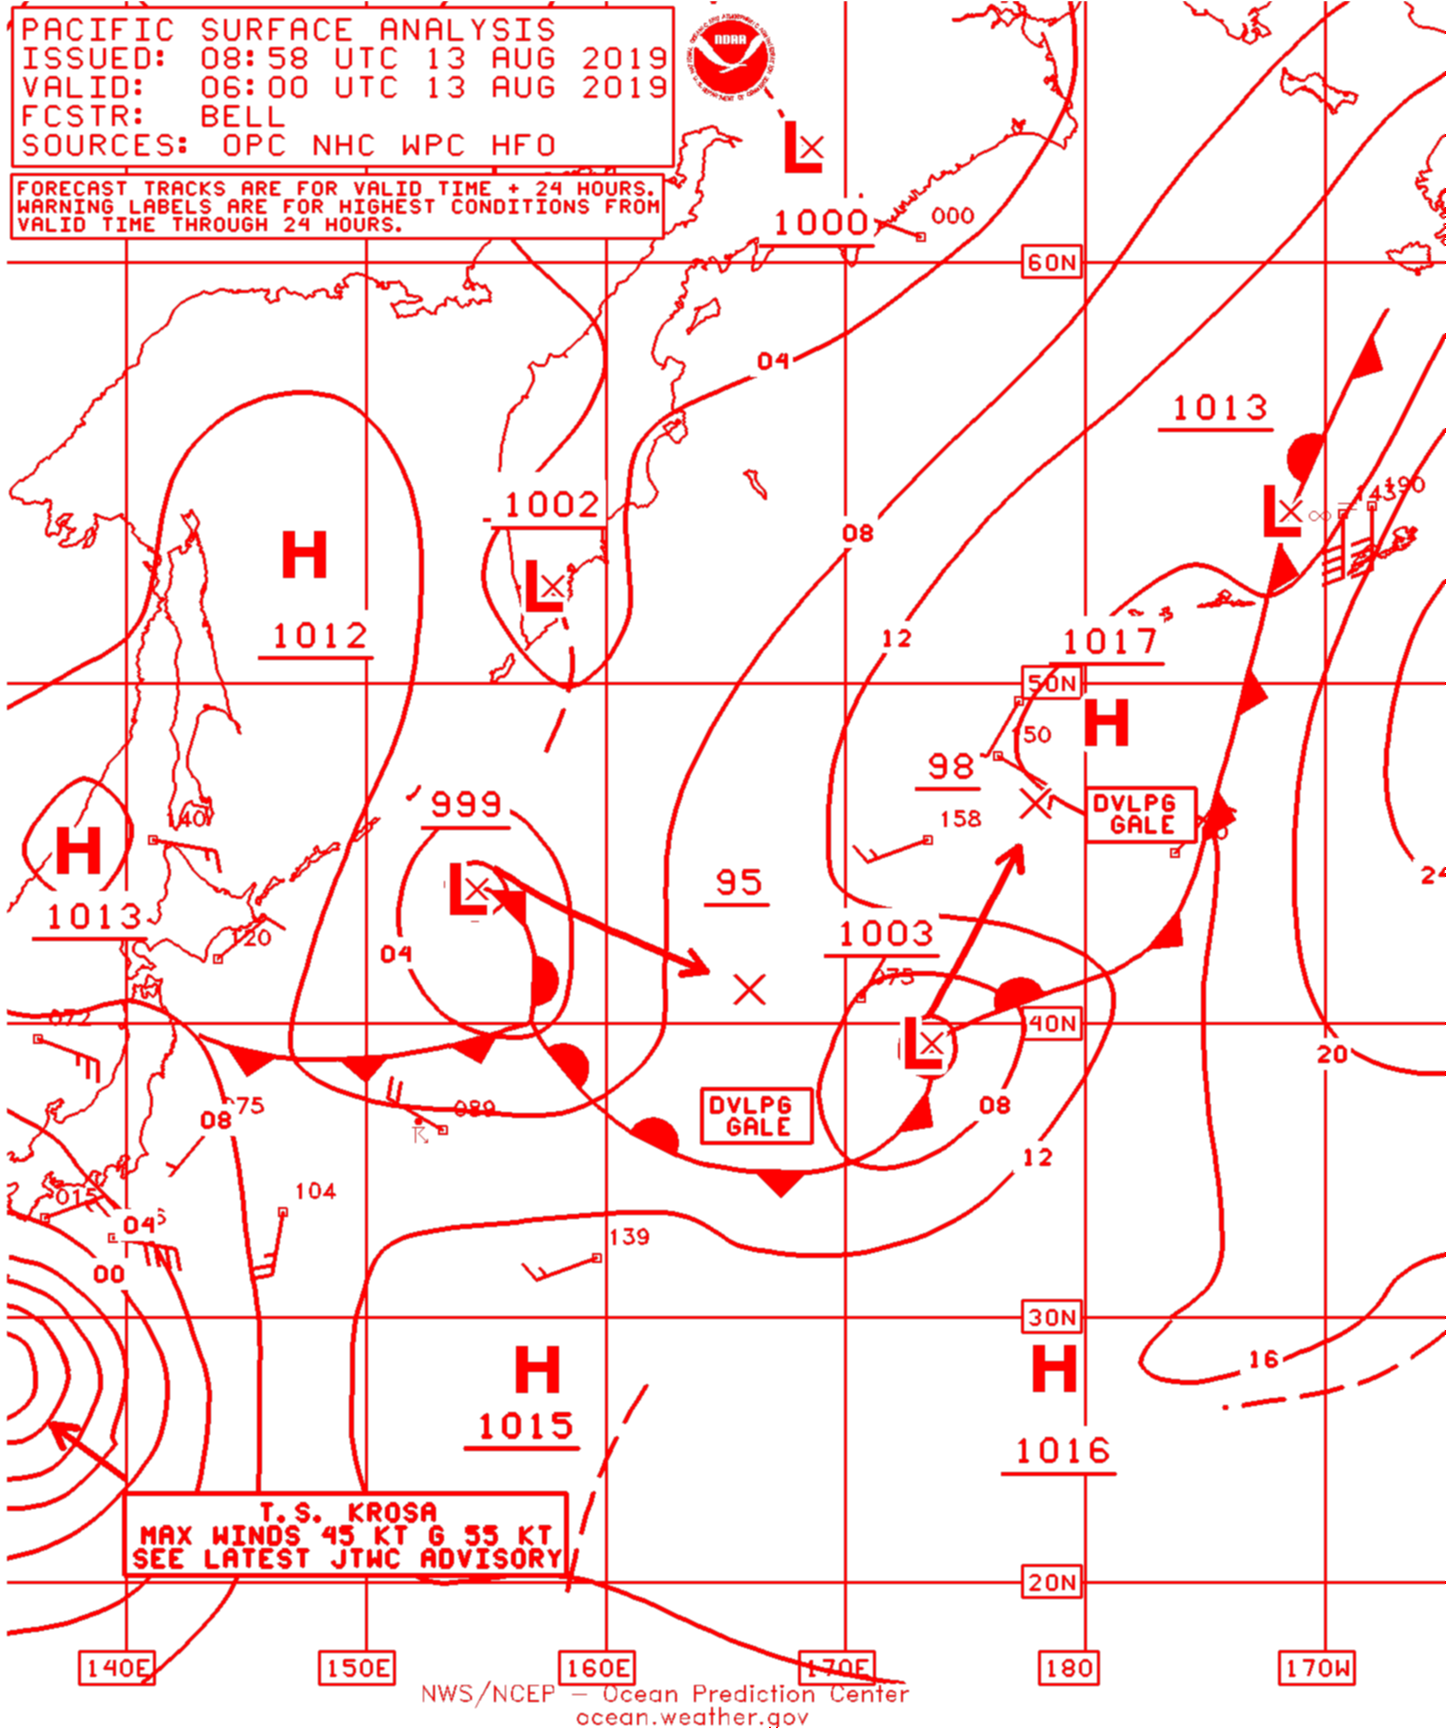 PACIFIC SURFACE ANALYSIS
ISSUED: 08:58 UTC 13 AUG 2019
VALID: 06:00 UTC 13 AUG 2019
FCSTR: BELL
SOURCES: OPC NHC WPC HFO
FORECAST TRACKS ARE FOR VALID TIME + 24 HOURS.
WARNING LABELS ARE FOR HIGHEST CONDITIONS FROM
VALID TIME THROUGH 24 HOURS.
NOAA
L
1000
000
60N
04
1013
L
190
1002
L
H
1012
08
12
1017
50N
H
150
98
DVLPG
GALE
158
140
H
1013
120
999
L
04
95
1003
075
24
40N
L
072
20
08
75
089
DVLPG
GALE
08
12
015
04
104
139
00
30N
H
1015
H
1016
16
T.S. KROSA
MAX WINDS 45 KT G 55 KT
SEE LATEST JTWC ADVISORY
20N
140E
150E
160E
170E
180
170W
NWS/NCEP – Ocean Prediction Center
ocean.weather.gov